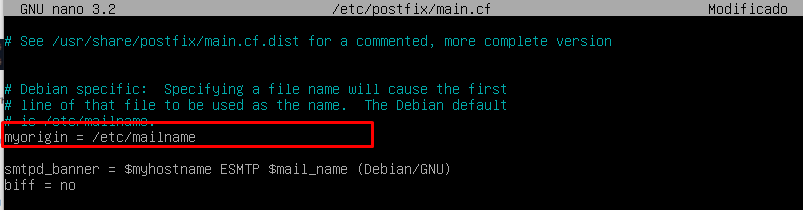 GNU nano 3.2 /etc/postfix/main.cf Modificado
# See /usr/share/postfix/main.cf.dist for a commented, more complete version
# Debian specific:  Specifying a file name will cause the first
# line of that file to be used as the name.  The Debian default
# is /etc/mailname.
myorigin = /etc/mailname
smtpd_banner = $myhostname ESMTP $mail_name (Debian/GNU)
biff = no